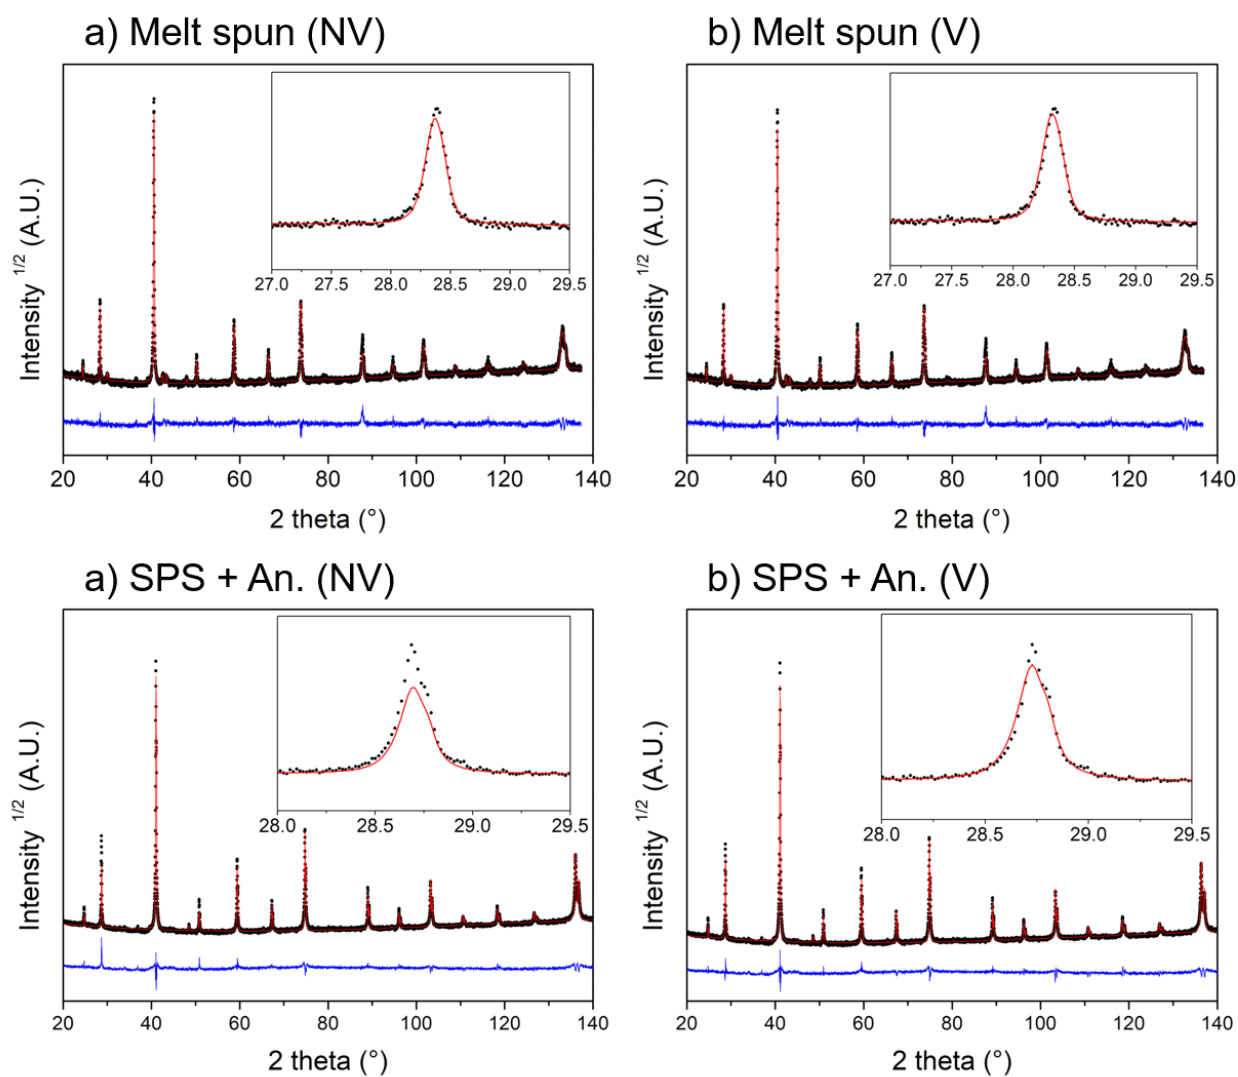 a) Melt spun (NV)
b) Melt spun (V)
Intensity 1/2 (A.U.)
27.0 27.5 28.0 28.5 29.0 29.5
20 40 60 80 100 120 140
2 theta (°)
Intensity 1/2 (A.U.)
27.0 27.5 28.0 28.5 29.0 29.5
20 40 60 80 100 120 140
2 theta (°)
a) SPS + An. (NV)
b) SPS + An. (V)
Intensity 1/2 (A.U.)
28.0 28.5 29.0 29.5
20 40 60 80 100 120 140
2 theta (°)
Intensity 1/2 (A.U.)
28.0 28.5 29.0 29.5
20 40 60 80 100 120 140
2 theta (°)